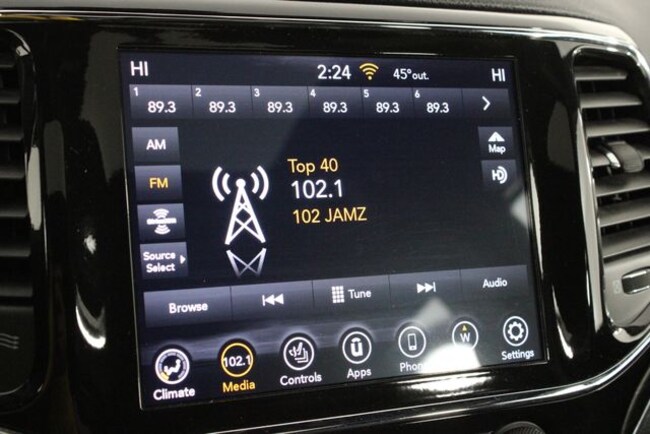 HI 2:24 45°out. HI
1 2 3 4 5 6
89.3 89.3 89.3 89.3 89.3 89.3
AM
Map
FM
Top 40
102.1
HD
102 JAMZ
Source
Select
Browse Tune Audio
102.1 W
Climate Media Controls Apps Phone Settings